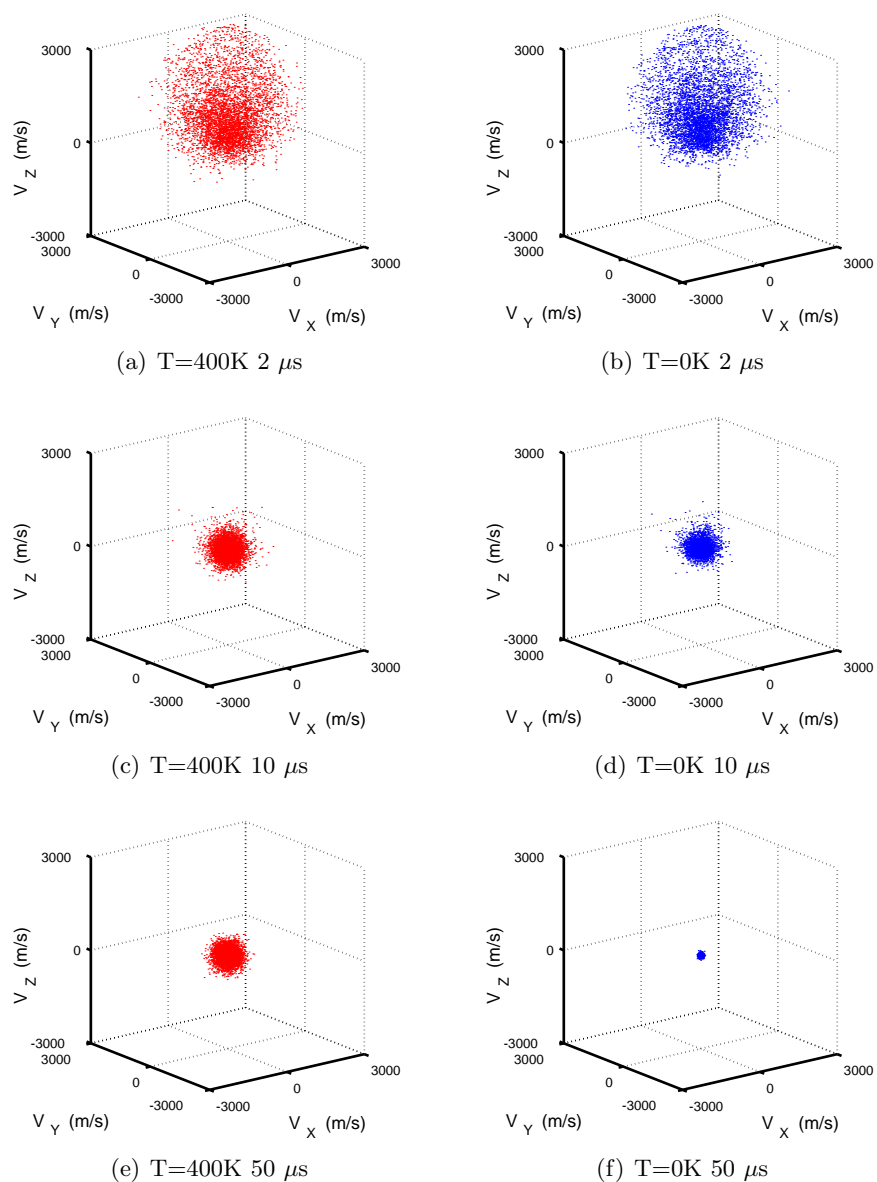 3000
0
-3000
V Z (m/s)
3000
0
-3000
V Y (m/s)
-3000
0
3000
V X (m/s)
(a) T=400K 2 μs
3000
0
-3000
V Z (m/s)
3000
0
-3000
V Y (m/s)
-3000
0
3000
V X (m/s)
(b) T=0K 2 μs
3000
0
-3000
V Z (m/s)
3000
0
-3000
V Y (m/s)
-3000
0
3000
V X (m/s)
(c) T=400K 10 μs
3000
0
-3000
V Z (m/s)
3000
0
-3000
V Y (m/s)
-3000
0
3000
V X (m/s)
(d) T=0K 10 μs
3000
0
-3000
V Z (m/s)
3000
0
-3000
V Y (m/s)
-3000
0
3000
V X (m/s)
(e) T=400K 50 μs
3000
0
-3000
V Z (m/s)
3000
0
-3000
V Y (m/s)
-3000
0
3000
V X (m/s)
(f) T=0K 50 μs